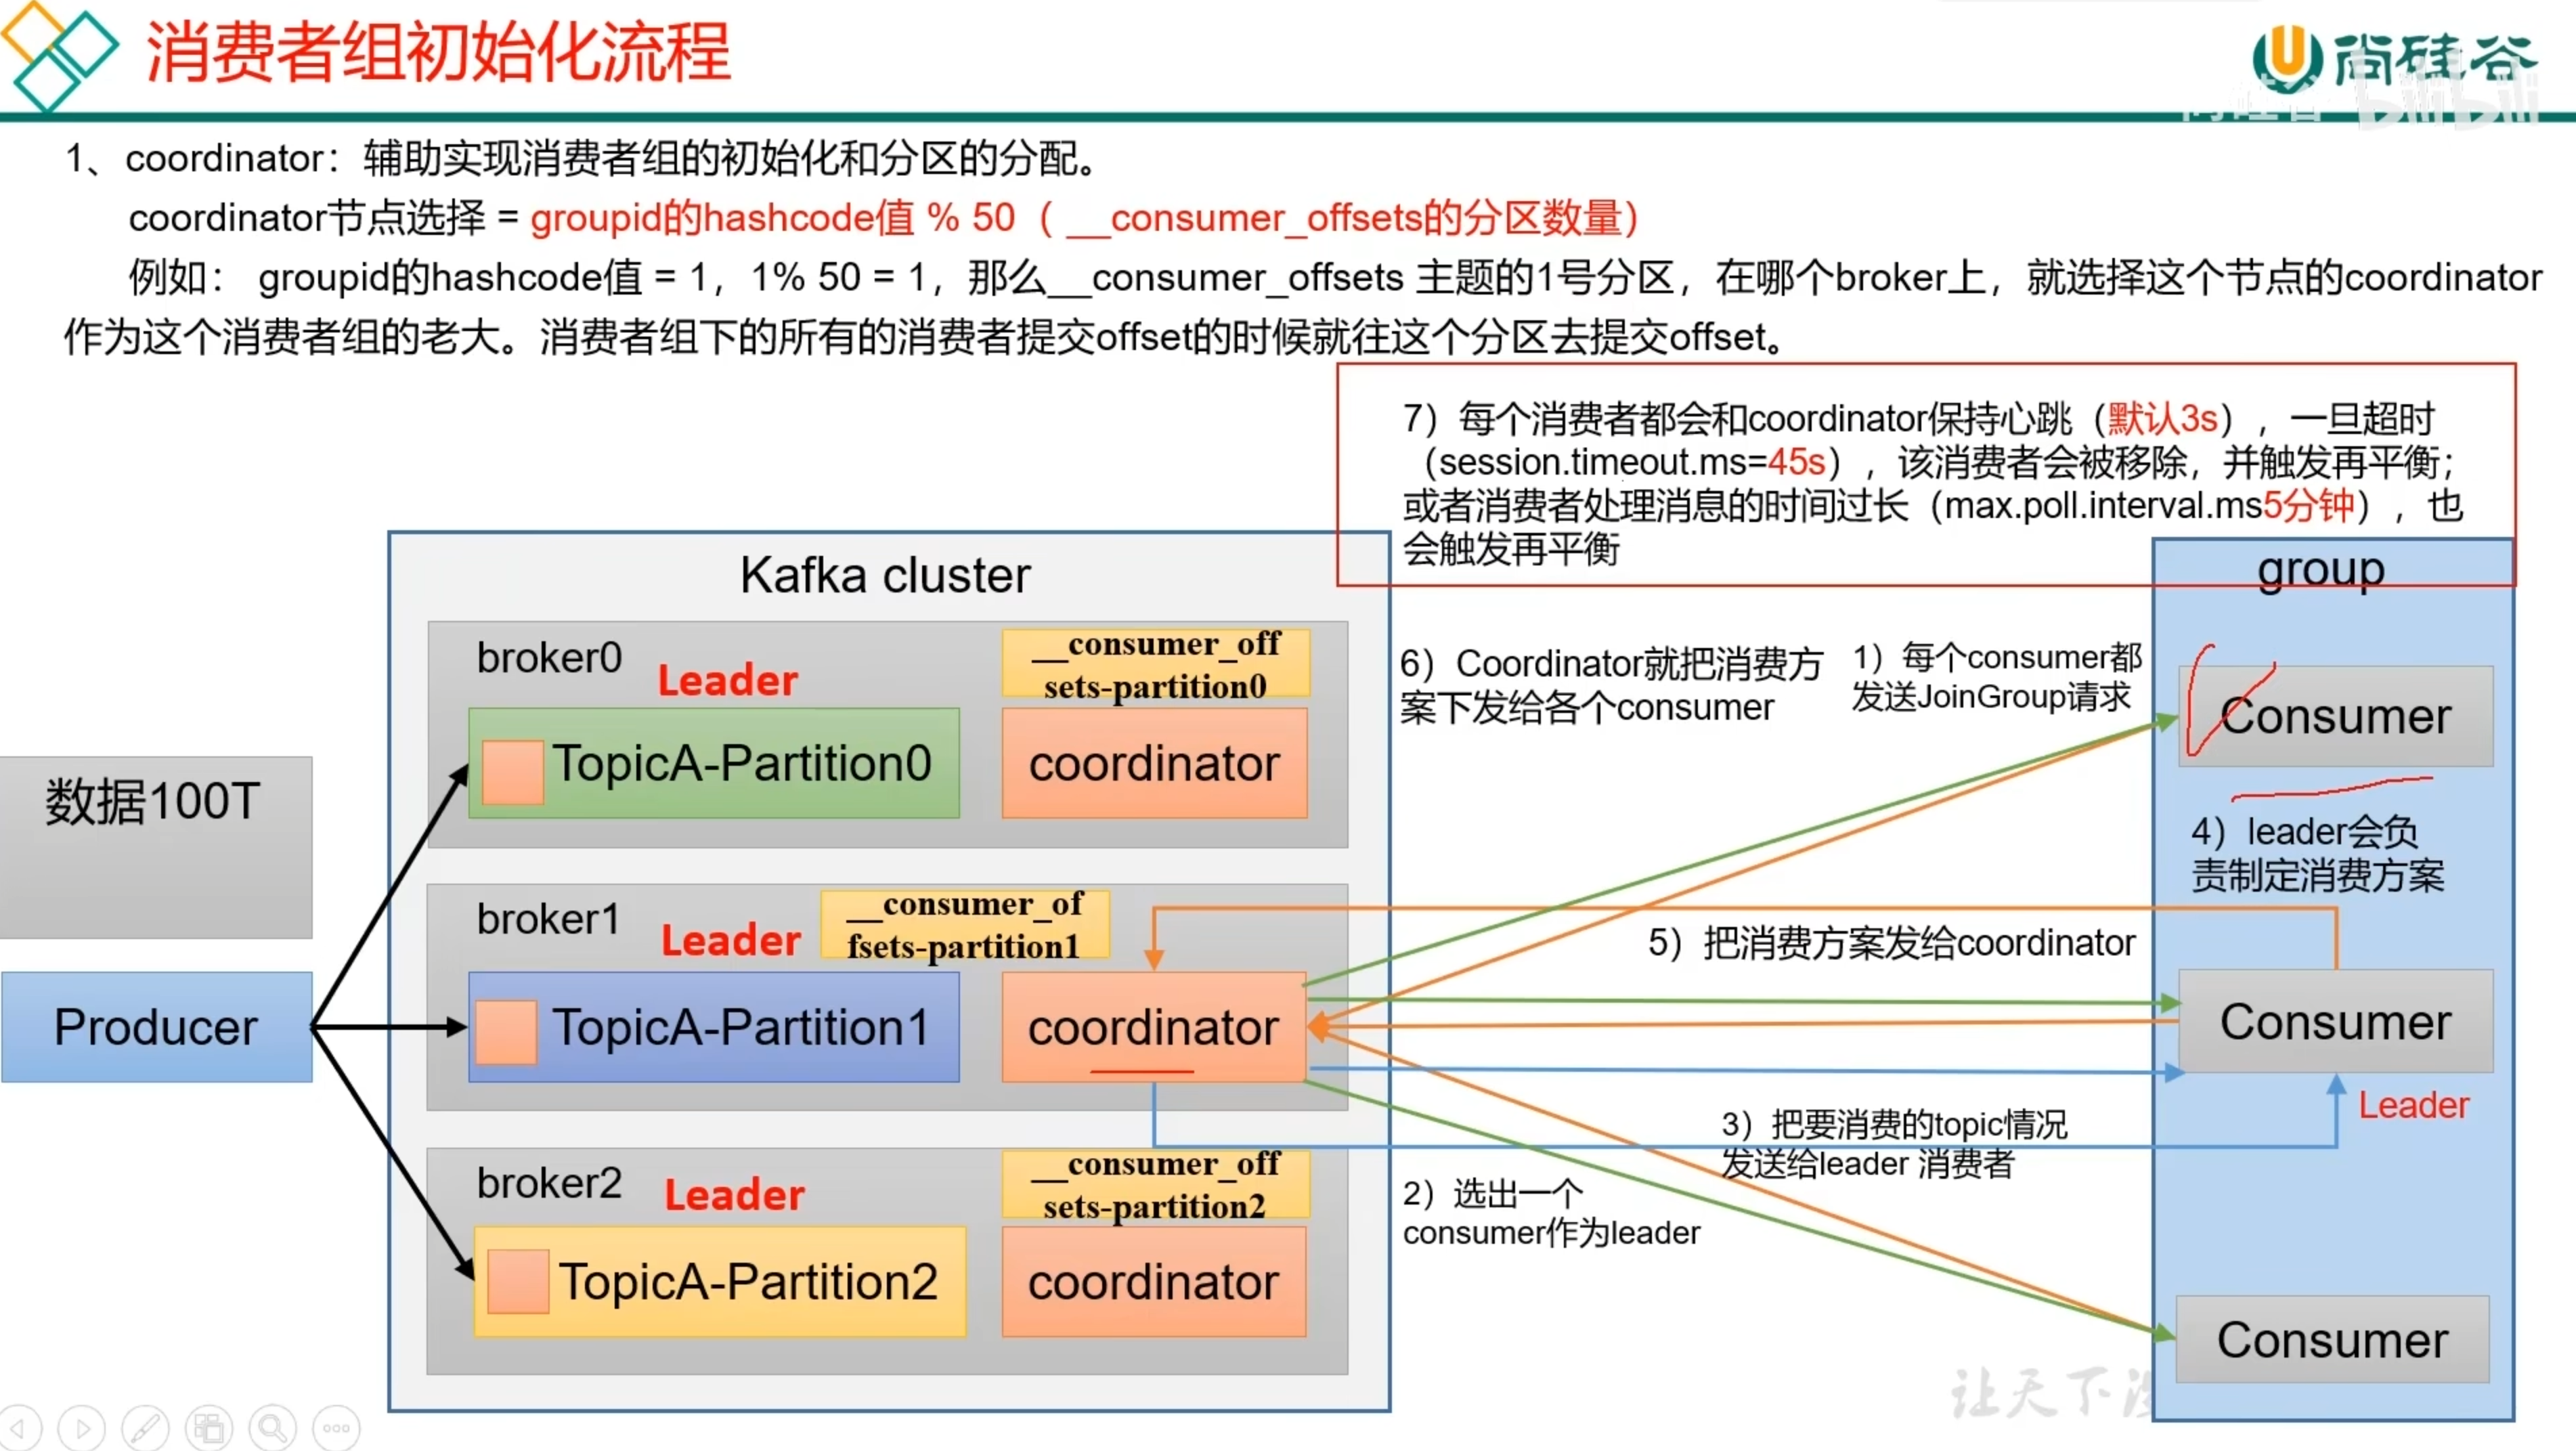 消费者组初始化流程
尚硅谷
尚硅谷 bilibili
1、coordinator：辅助实现消费者组的初始化和分区的分配。
coordinator节点选择 = groupid的hashcode值 % 50（ __consumer_offsets的分区数量）
例如： groupid的hashcode值 = 1，1% 50 = 1，那么__consumer_offsets 主题的1号分区，在哪个broker上，就选择这个节点的coordinator
作为这个消费者组的老大。消费者组下的所有的消费者提交offset的时候就往这个分区去提交offset。
7）每个消费者都会和coordinator保持心跳（默认3s），一旦超时
（session.timeout.ms=45s），该消费者会被移除，并触发再平衡；
或者消费者处理消息的时间过长（max.poll.interval.ms5分钟），也
会触发再平衡
Kafka cluster
group
broker0
Leader
__consumer_off
sets-partition0
TopicA-Partition0
coordinator
6）Coordinator就把消费方
案下发给各个consumer
1）每个consumer都
发送JoinGroup请求
Consumer
数据100T
4）leader会负
责制定消费方案
broker1
Leader
__consumer_of
fsets-partition1
5）把消费方案发给coordinator
Producer
TopicA-Partition1
coordinator
Consumer
Leader
3）把要消费的topic情况
发送给leader 消费者
broker2
Leader
__consumer_off
sets-partition2
2）选出一个
consumer作为leader
TopicA-Partition2
coordinator
Consumer
让天下没